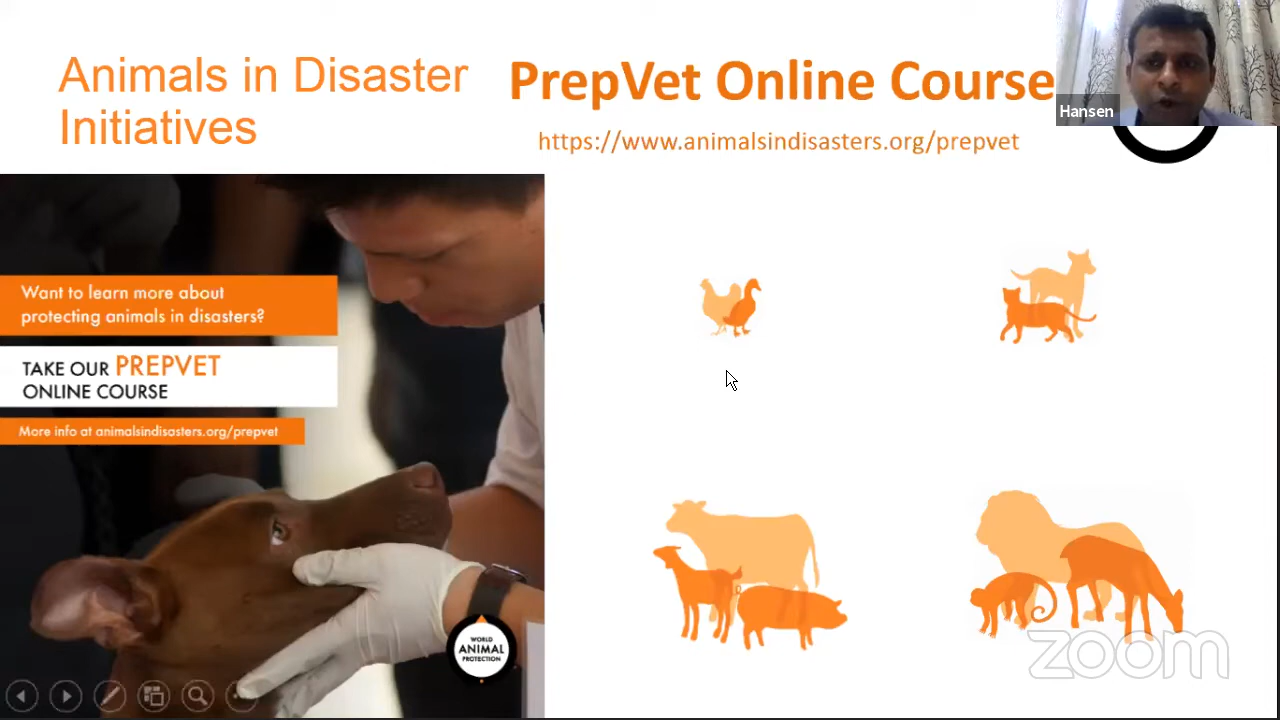 Animals in Disaster
Initiatives
PrepVet Online Course
https://www.animalsindisasters.org/prepvet
Hansen
Want to learn more about
protecting animals in disasters?
TAKE OUR PREPVET
ONLINE COURSE
More info at animalsindisasters.org/prepvet
WORLD
ANIMAL
PROTECTION
zoom